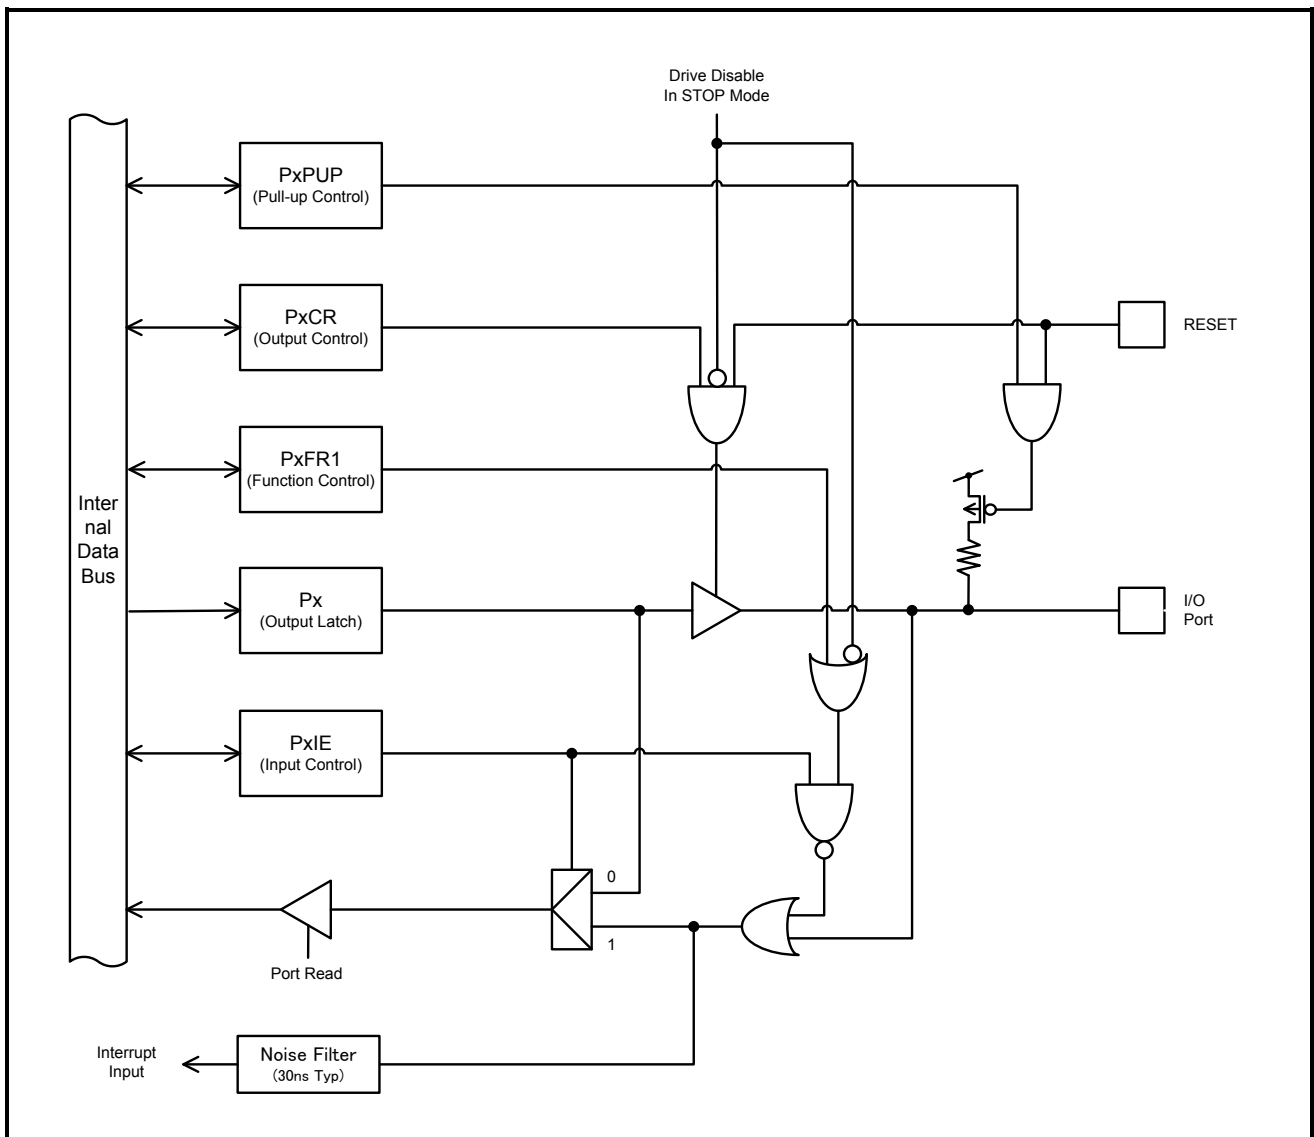 Drive Disable
In STOP Mode
PxPUP
(Pull-up Control)
PxCR
(Output Control)
RESET
PxFR1
(Function Control)
Inter
nal
Data
Bus
Px
(Output Latch)
I/O
Port
PxIE
(Input Control)
0
1
Port Read
Interrupt
Input
Noise Filter
(30ns Typ)